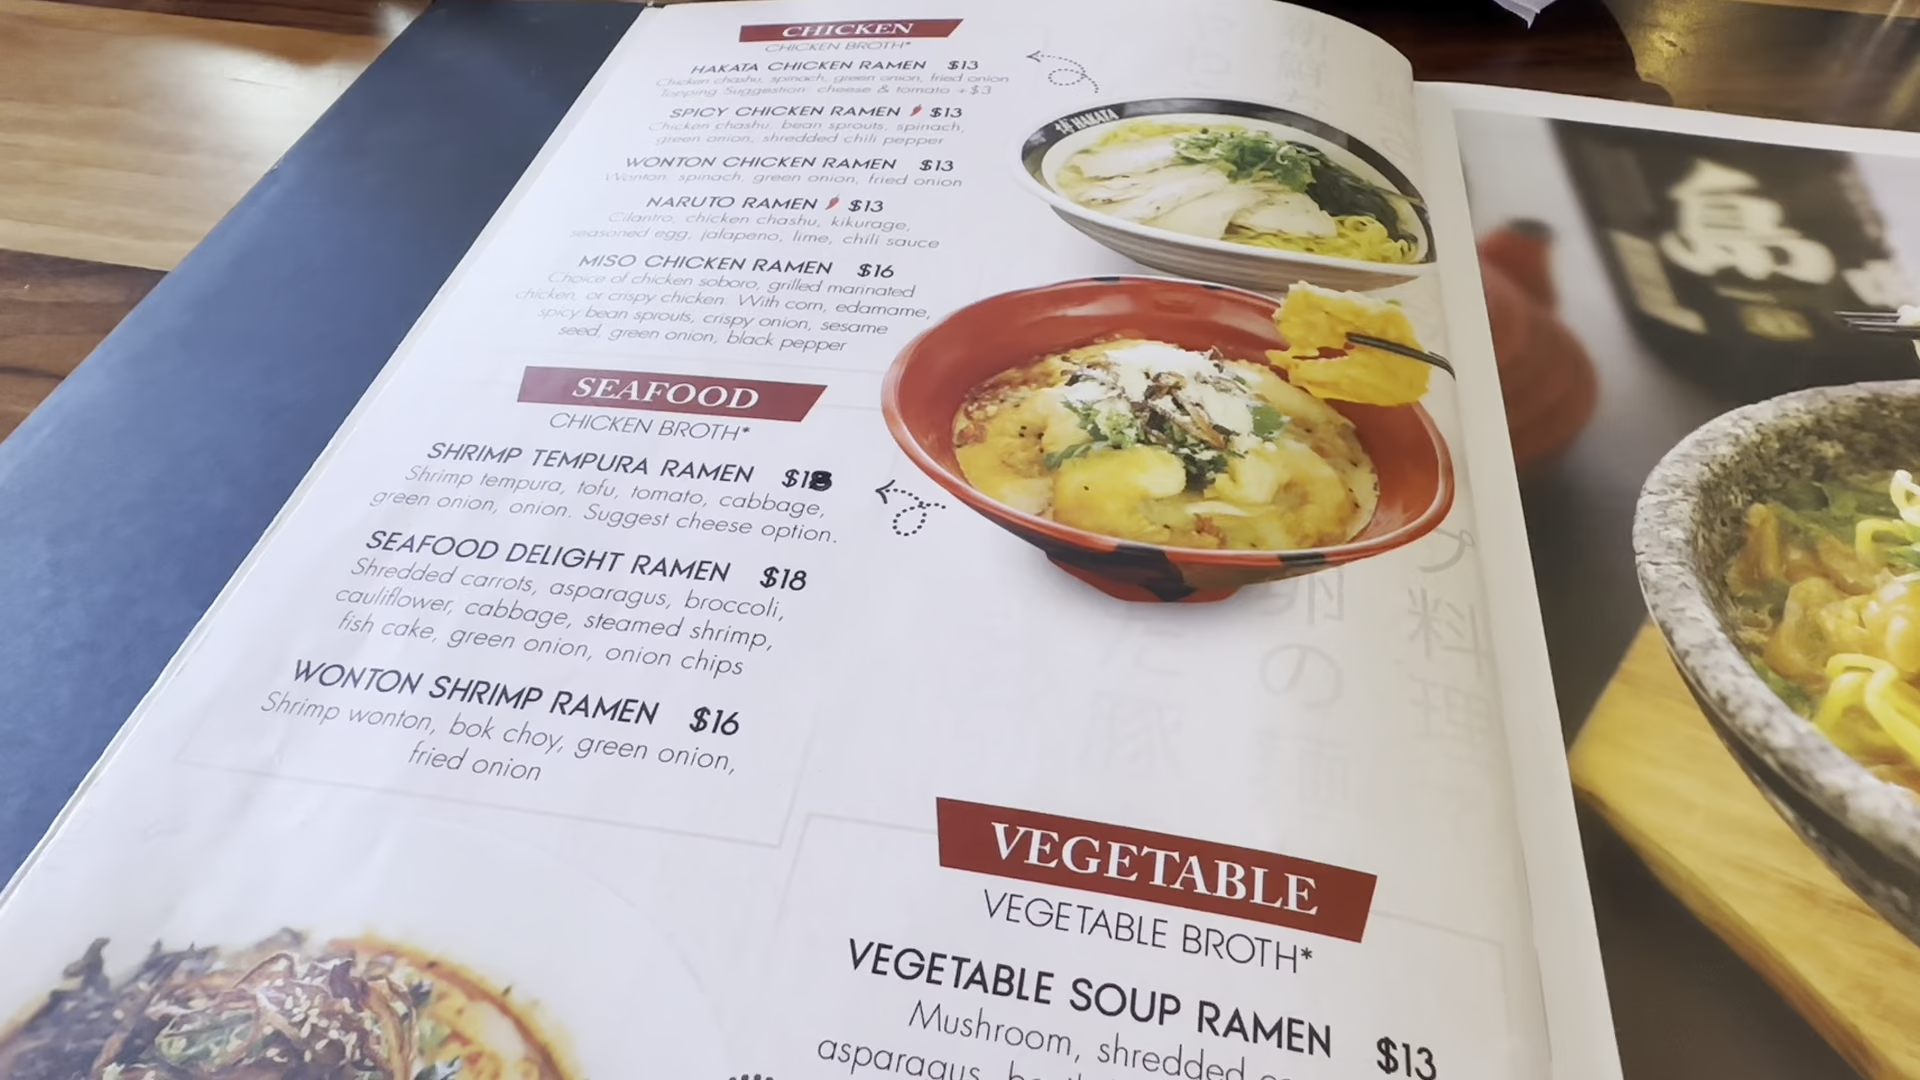 CHICKEN
CHICKEN BROTH*
HAKATA CHICKEN RAMEN $13
Chicken chashu, spinach, green onion, fried onion
Topping Suggestion: cheese & tomato +$3
SPICY CHICKEN RAMEN $13
Chicken chashu, bean sprouts, spinach,
green onion, shredded chili pepper
WONTON CHICKEN RAMEN $13
Wonton, spinach, green onion, fried onion
NARUTO RAMEN $13
Cilantro, chicken chashu, kikurage,
seasoned egg, jalapeno, lime, chili sauce
MISO CHICKEN RAMEN $16
Choice of chicken soboro, grilled marinated
chicken, or crispy chicken. With corn, edamame,
spicy bean sprouts, crispy onion, sesame
seed, green onion, black pepper
HAKATA
SEAFOOD
CHICKEN BROTH*
SHRIMP TEMPURA RAMEN $18
Shrimp tempura, tofu, tomato, cabbage,
green onion, onion. Suggest cheese option.
SEAFOOD DELIGHT RAMEN $18
Shredded carrots, asparagus, broccoli,
cauliflower, cabbage, steamed shrimp,
fish cake, green onion, onion chips
WONTON SHRIMP RAMEN $16
Shrimp wonton, bok choy, green onion,
fried onion
VEGETABLE
VEGETABLE BROTH*
VEGETABLE SOUP RAMEN $13
Mushroom, shredded
asparagus,
料理
の
島